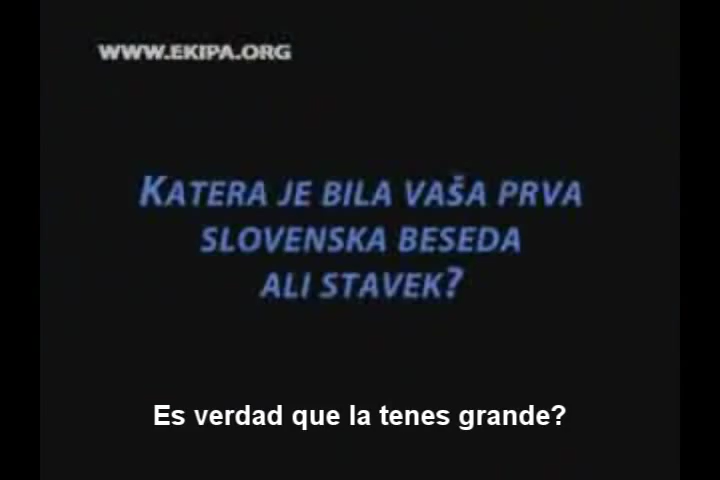 WWW.EKIPA.ORG
KATERA JE BILA VAŠA PRVA
SLOVENSKA BESEDA
ALI STAVEK?
Es verdad que la tenes grande?